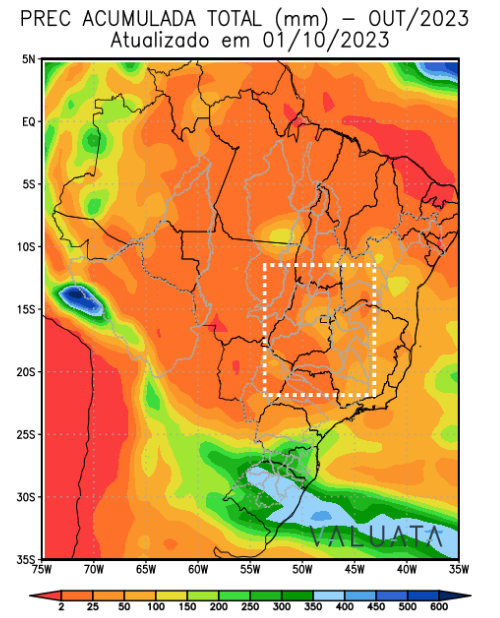 PREC ACUMULADA TOTAL (mm) – OUT/2023
Atualizado em 01/10/2023
5N
EQ
5S
10S
15S
20S
25S
30S
VALUATA
35S
75W 70W 65W 60W 55W 50W 45W 40W 35W
2 25 50 100 150 200 250 300 350 400 450 500 600